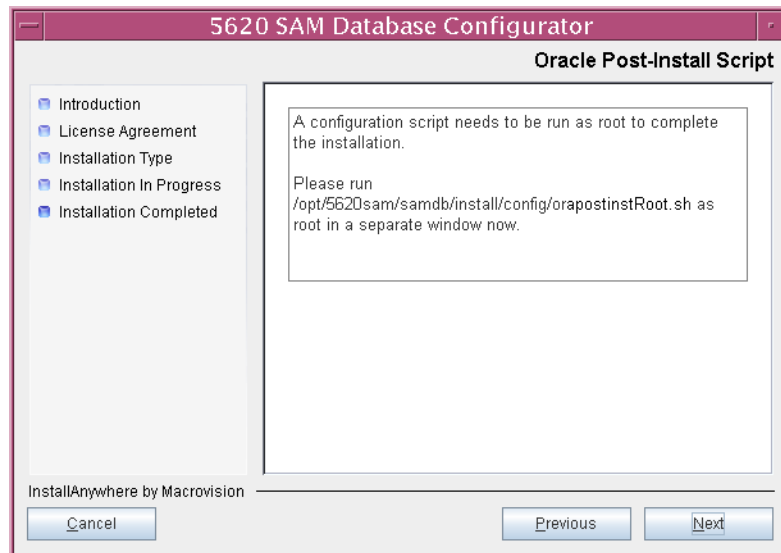 5620 SAM Database Configurator
Oracle Post-Install Script
Introduction
License Agreement
Installation Type
Installation In Progress
Installation Completed
A configuration script needs to be run as root to complete
the installation.
Please run
/opt/5620sam/samdb/install/config/orapostinstRoot.sh as
root in a separate window now.
InstallAnywhere by Macrovision
Cancel
Previous
Next